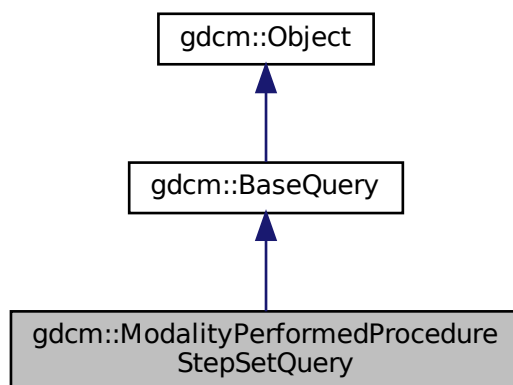 gdcm::Object
gdcm::BaseQuery
gdcm::ModalityPerformedProcedure
StepSetQuery